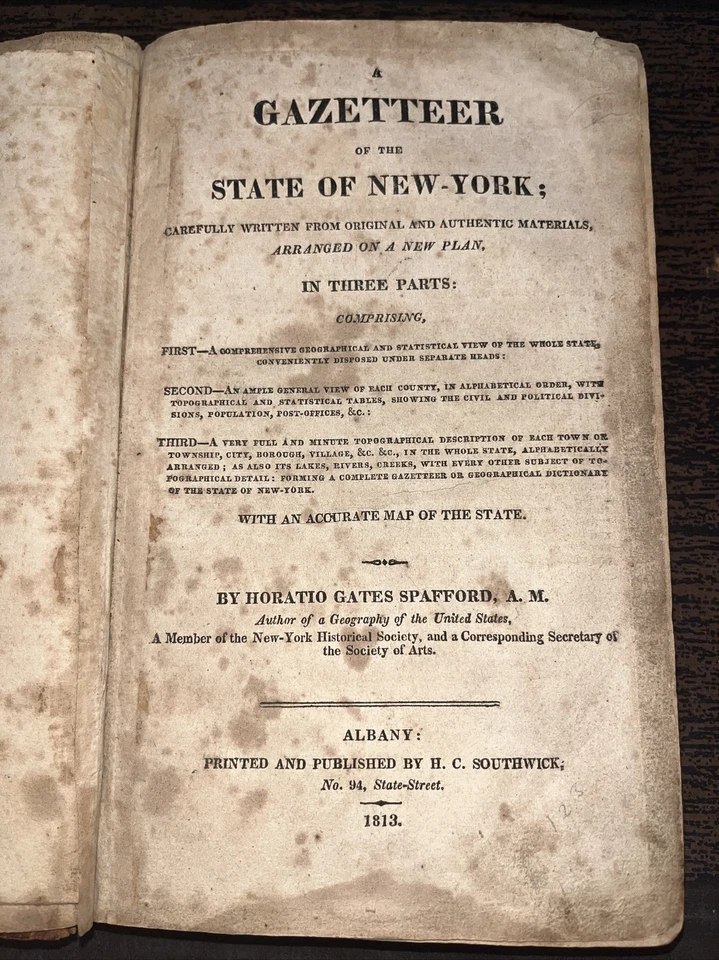 A
GAZETTEER
OF THE
STATE OF NEW-YORK;
CAREFULLY WRITTEN FROM ORIGINAL AND AUTHENTIC MATERIALS,
ARRANGED ON A NEW PLAN,
IN THREE PARTS:
COMPRISING,
FIRST—A COMPREHENSIVE GEOGRAPHICAL AND STATISTICAL VIEW OF THE WHOLE STATE,
CONVENIENTLY DISPOSED UNDER SEPARATE HEADS:
SECOND—AN AMPLE GENERAL VIEW OF EACH COUNTY, IN ALPHABETICAL ORDER, WITH
TOPOGRAPHICAL AND STATISTICAL TABLES, SHOWING THE CIVIL AND POLITICAL DIVI-
SIONS, POPULATION, POST-OFFICES, &C.:
THIRD—A VERY FULL AND MINUTE TOPOGRAPHICAL DESCRIPTION OF EACH TOWN OR
TOWNSHIP, CITY, BOROUGH, VILLAGE, &C. &C., IN THE WHOLE STATE, ALPHABETICALLY
ARRANGED; AS ALSO ITS LAKES, RIVERS, CREEKS, WITH EVERY OTHER SUBJECT OF TO-
POGRAPHICAL DETAIL: FORMING A COMPLETE GAZETTEER OR GEOGRAPHICAL DICTIONARY
OF THE STATE OF NEW-YORK.
WITH AN ACCURATE MAP OF THE STATE.
BY HORATIO GATES SPAFFORD, A. M.
Author of a Geography of the United States,
A Member of the New-York Historical Society, and a Corresponding Secretary of
the Society of Arts.
ALBANY:
PRINTED AND PUBLISHED BY H. C. SOUTHWICK;
No. 94, State-Street.
1813.
123